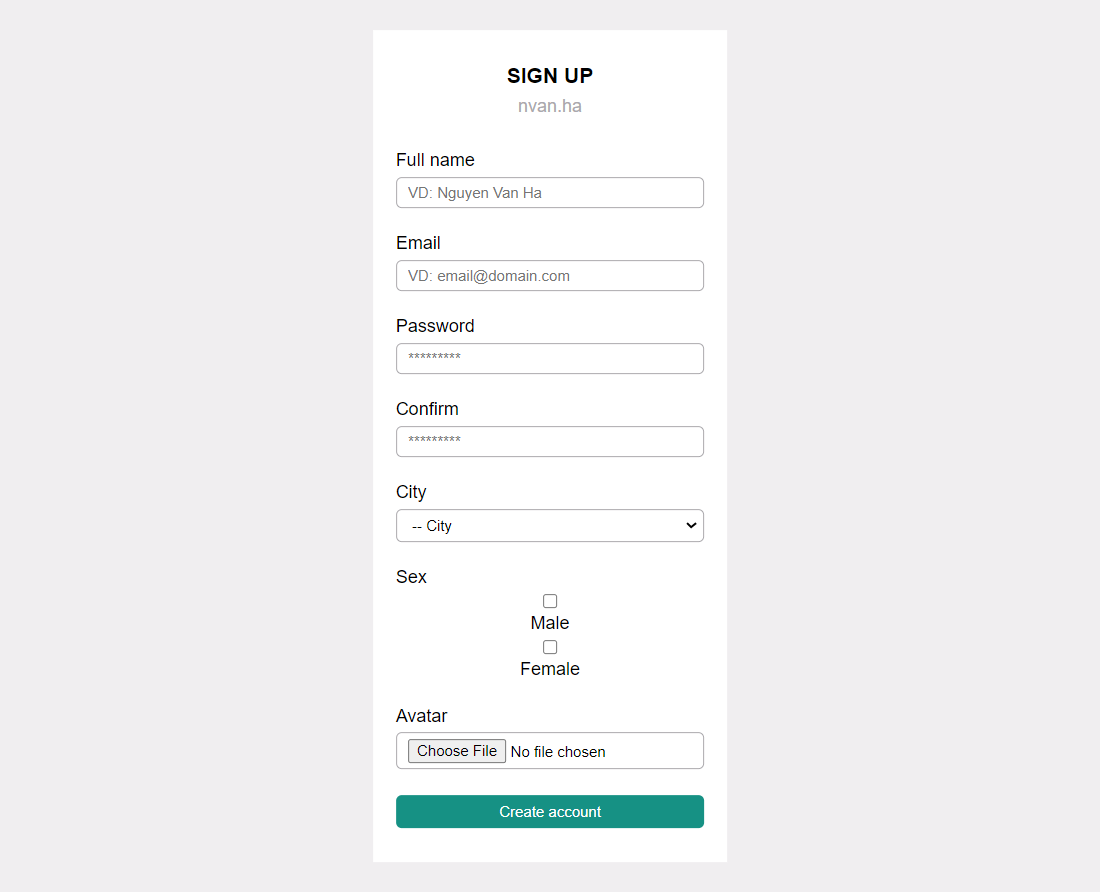 SIGN UP
nvan.ha
Full name
VD: Nguyen Van Ha
Email
VD: email@domain.com
Password
*********
Confirm
*********
City
-- City
Sex
Male
Female
Avatar
Choose File No file chosen
Create account